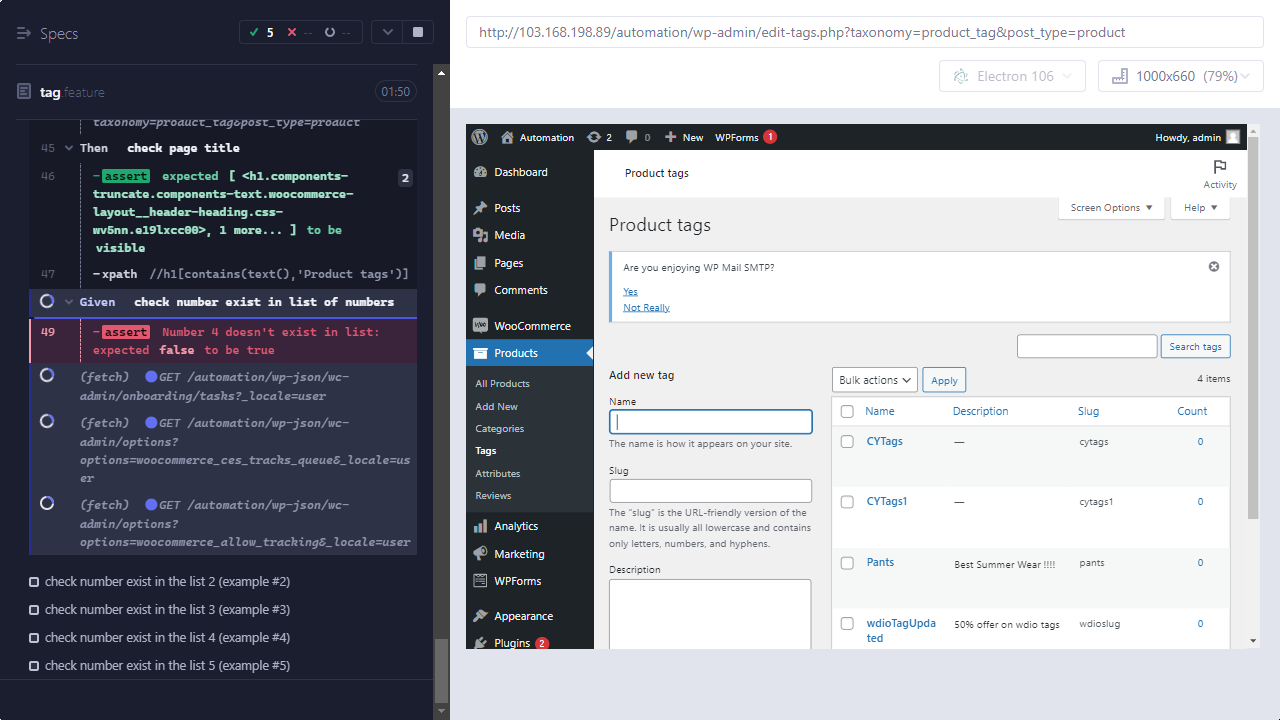 Specs
5
--
--
tag.feature
01:50
taxonomy=product_tag&post_type=product
45 Then check page title
46 -assert expected [ <h1.components-
truncate.components-text.woocommerce-
layout__header-heading.css-
wv5nn.e19lxcc00>, 1 more... ] to be
visible
2
47 -xpath //h1[contains(text(),'Product tags')]
Given check number exist in list of numbers
49 -assert Number 4 doesn't exist in list:
expected false to be true
(fetch) GET /automation/wp-json/wc-
admin/onboarding/tasks?_locale=user
(fetch) GET /automation/wp-json/wc-
admin/options?
options=woocommerce_ces_tracks_queue&_locale=us
er
(fetch) GET /automation/wp-json/wc-
admin/options?
options=woocommerce_allow_tracking&_locale=user
check number exist in the list 2 (example #2)
check number exist in the list 3 (example #3)
check number exist in the list 4 (example #4)
check number exist in the list 5 (example #5)
http://103.168.198.89/automation/wp-admin/edit-tags.php?taxonomy=product_tag&post_type=product
Electron 106
1000x660 (79%)
Automation 2 0 New WPForms 1
Howdy, admin
Dashboard
Posts
Media
Pages
Comments
WooCommerce
Products
All Products
Add New
Categories
Tags
Attributes
Reviews
Analytics
Marketing
WPForms
Appearance
Plugins 2
Product tags
Activity
Screen Options
Help
Product tags
Are you enjoying WP Mail SMTP?
Yes
Not Really
Search tags
Add new tag
Name
The name is how it appears on your site.
Slug
The “slug” is the URL-friendly version of the
name. It is usually all lowercase and contains
only letters, numbers, and hyphens.
Description
Bulk actions
Apply
4 items
Name Description Slug Count
CYTags — cytags 0
CYTags1 — cytags1 0
Pants Best Summer Wear !!!! pants 0
wdioTagUpda 50% offer on wdio tags wdioslug 0
ted